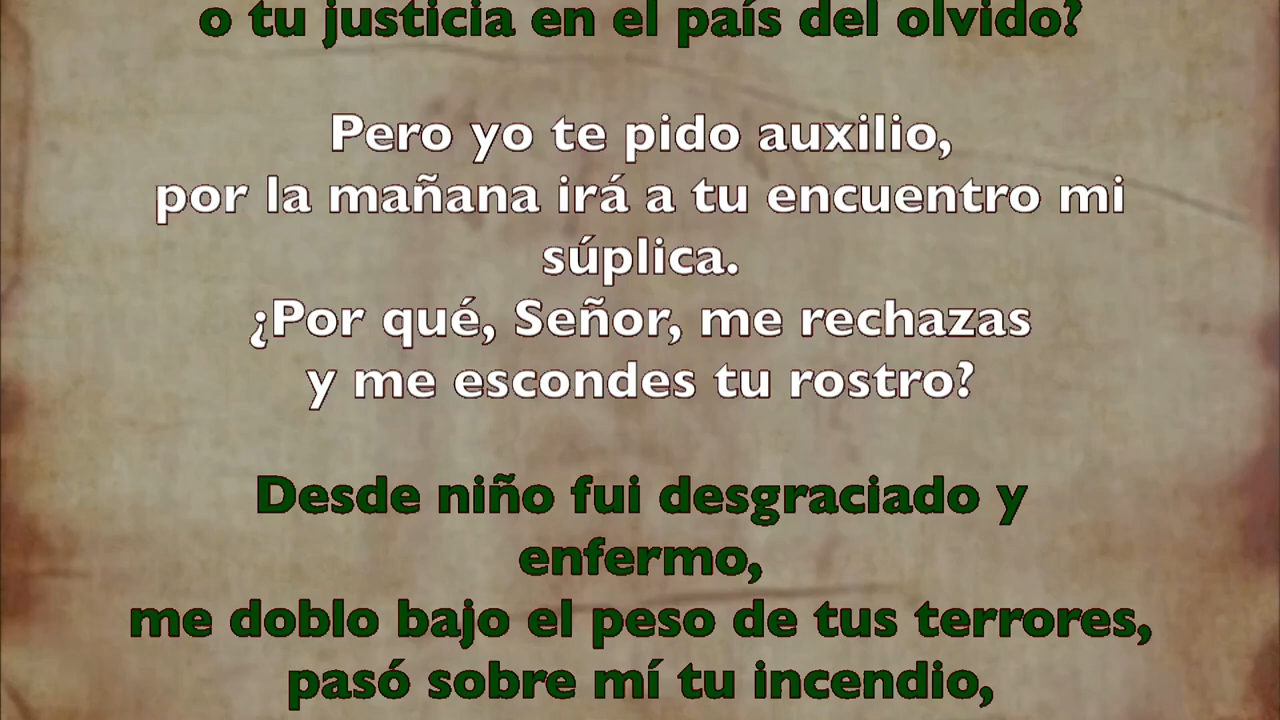 o tu justicia en el país del olvido?
Pero yo te pido auxilio,
por la mañana irá a tu encuentro mi
súplica.
¿Por qué, Señor, me rechazas
y me escondes tu rostro?
Desde niño fui desgraciado y
enfermo,
me doblo bajo el peso de tus terrores,
pasó sobre mí tu incendio,